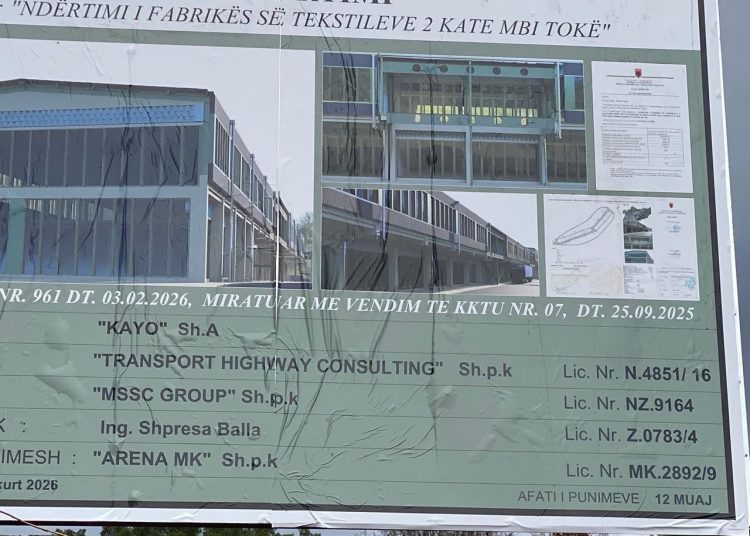 "NDËRTIMI I FABRIKËS SË TEKSTILEVE 2 KATE MBI TOKË"
NR. 961 DT. 03.02.2026, MIRATUAR ME VENDIM TE KKTU NR. 07, DT. 25.09.2025
"KAYO" Sh.A
"TRANSPORT HIGHWAY CONSULTING" Sh.p.k Lic. Nr. N.4851/ 16
"MSSC GROUP" Sh.p.k Lic. Nr. NZ.9164
K : Ing. Shpresa Balla Lic. Nr. Z.0783/4
IMESH : "ARENA MK" Sh.p.k Lic. Nr. MK.2892/9
kurt 2026 AFATI I PUNIMEVE 12 MUAJ